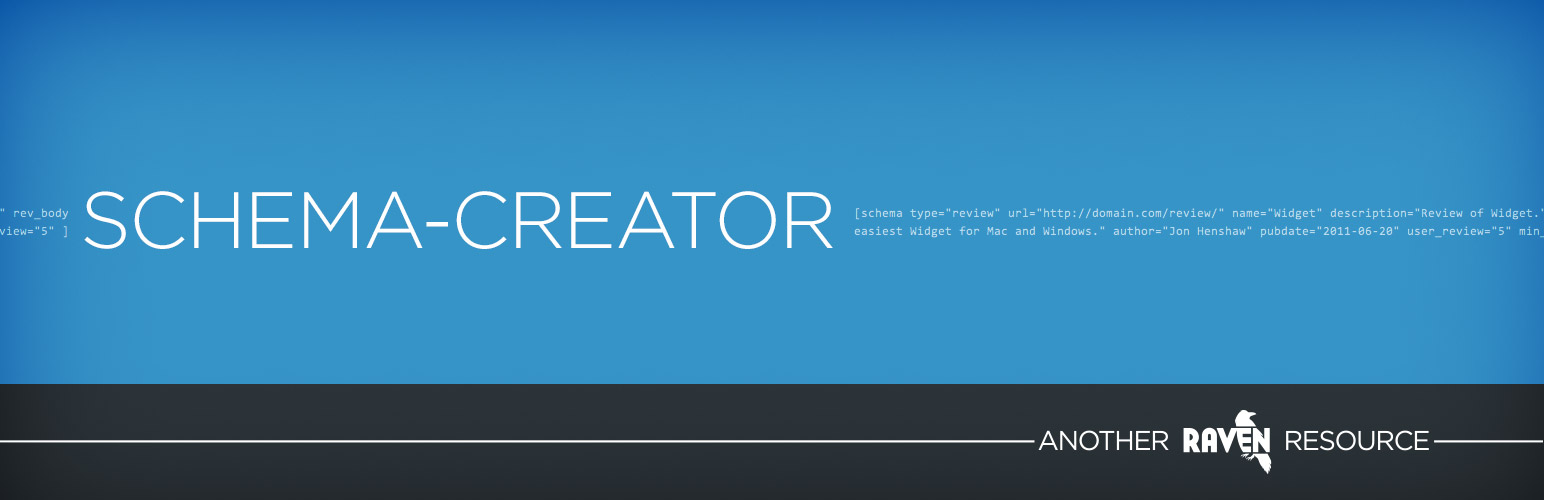 " rev_body
view="5" ]
SCHEMA-CREATOR
[schema type="review" url="http://domain.com/review/" name="Widget" description="Review of Widget."
easiest Widget for Mac and Windows." author="Jon Henshaw" pubdate="2011-06-20" user_review="5" min_
ANOTHER RAVEN RESOURCE